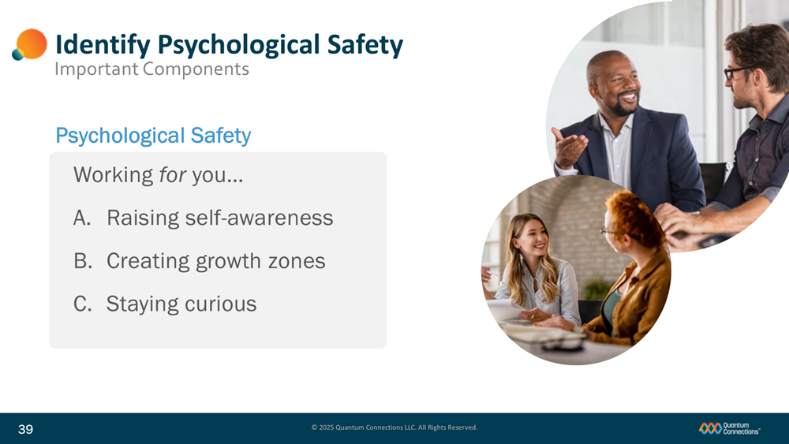 Identify Psychological Safety
Important Components
Psychological Safety
Working for you...
A. Raising self-awareness
B. Creating growth zones
C. Staying curious
39
© 2025 Quantum Connections LLC. All Rights Reserved.
Quantum
Connections™